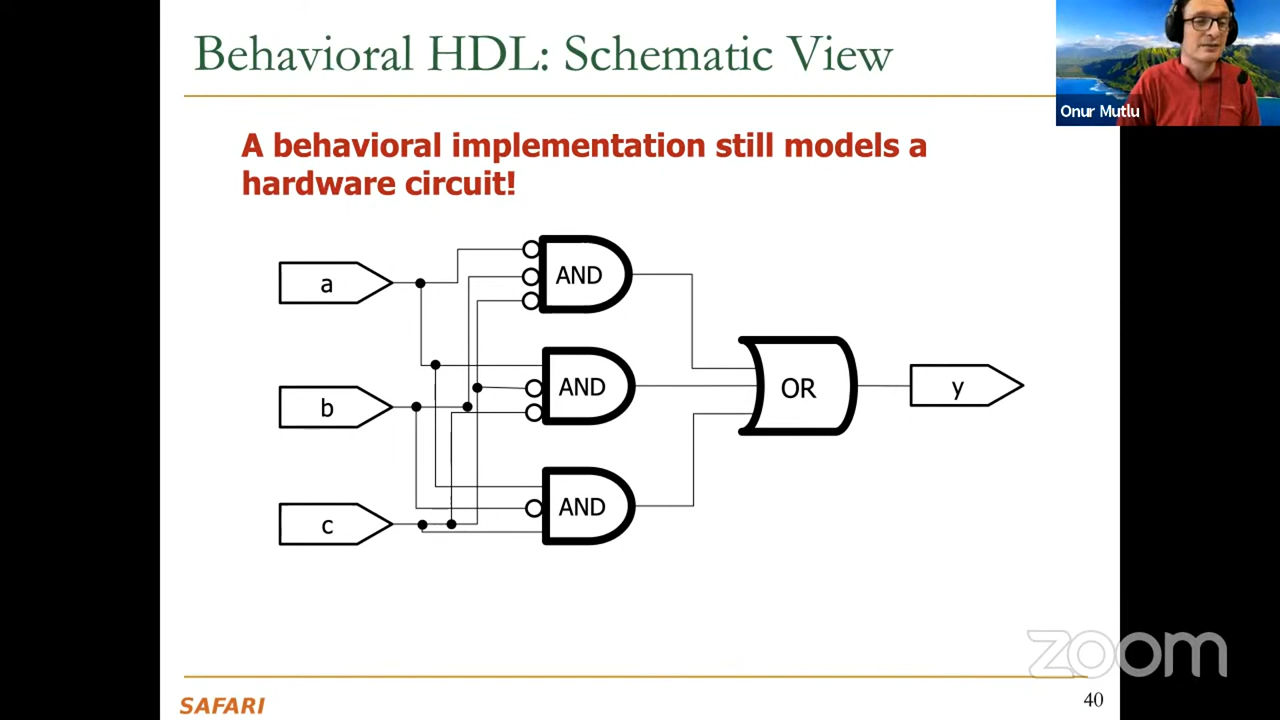 Behavioral HDL: Schematic View
Onur Mutlu
A behavioral implementation still models a
hardware circuit!
a
AND
b
AND
OR
y
c
AND
zoom
SAFARI
40